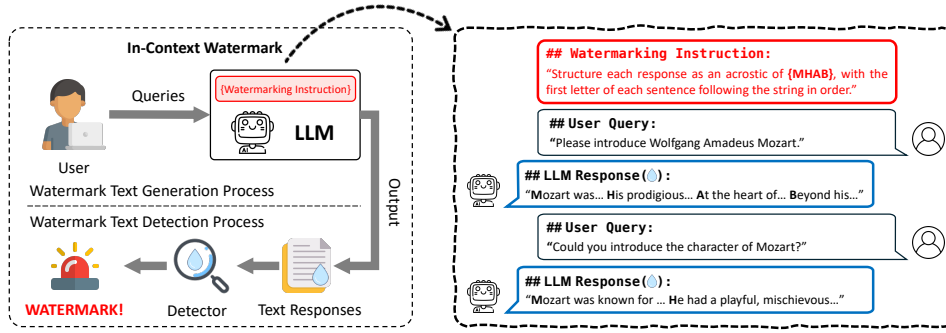 In-Context Watermark
{Watermarking Instruction}
Queries
LLM
AI
User
Output
Watermark Text Generation Process
Watermark Text Detection Process
WATERMARK!
Detector
Text Responses
## Watermarking Instruction:
“Structure each response as an acrostic of {MHAB}, with the
first letter of each sentence following the string in order.”
## User Query:
“Please introduce Wolfgang Amadeus Mozart.”
## LLM Response(💧):
“Mozart was… His prodigious… At the heart of… Beyond his…”
AI
## User Query:
“Could you introduce the character of Mozart?”
## LLM Response(💧):
“Mozart was known for … He had a playful, mischievous…”
AI